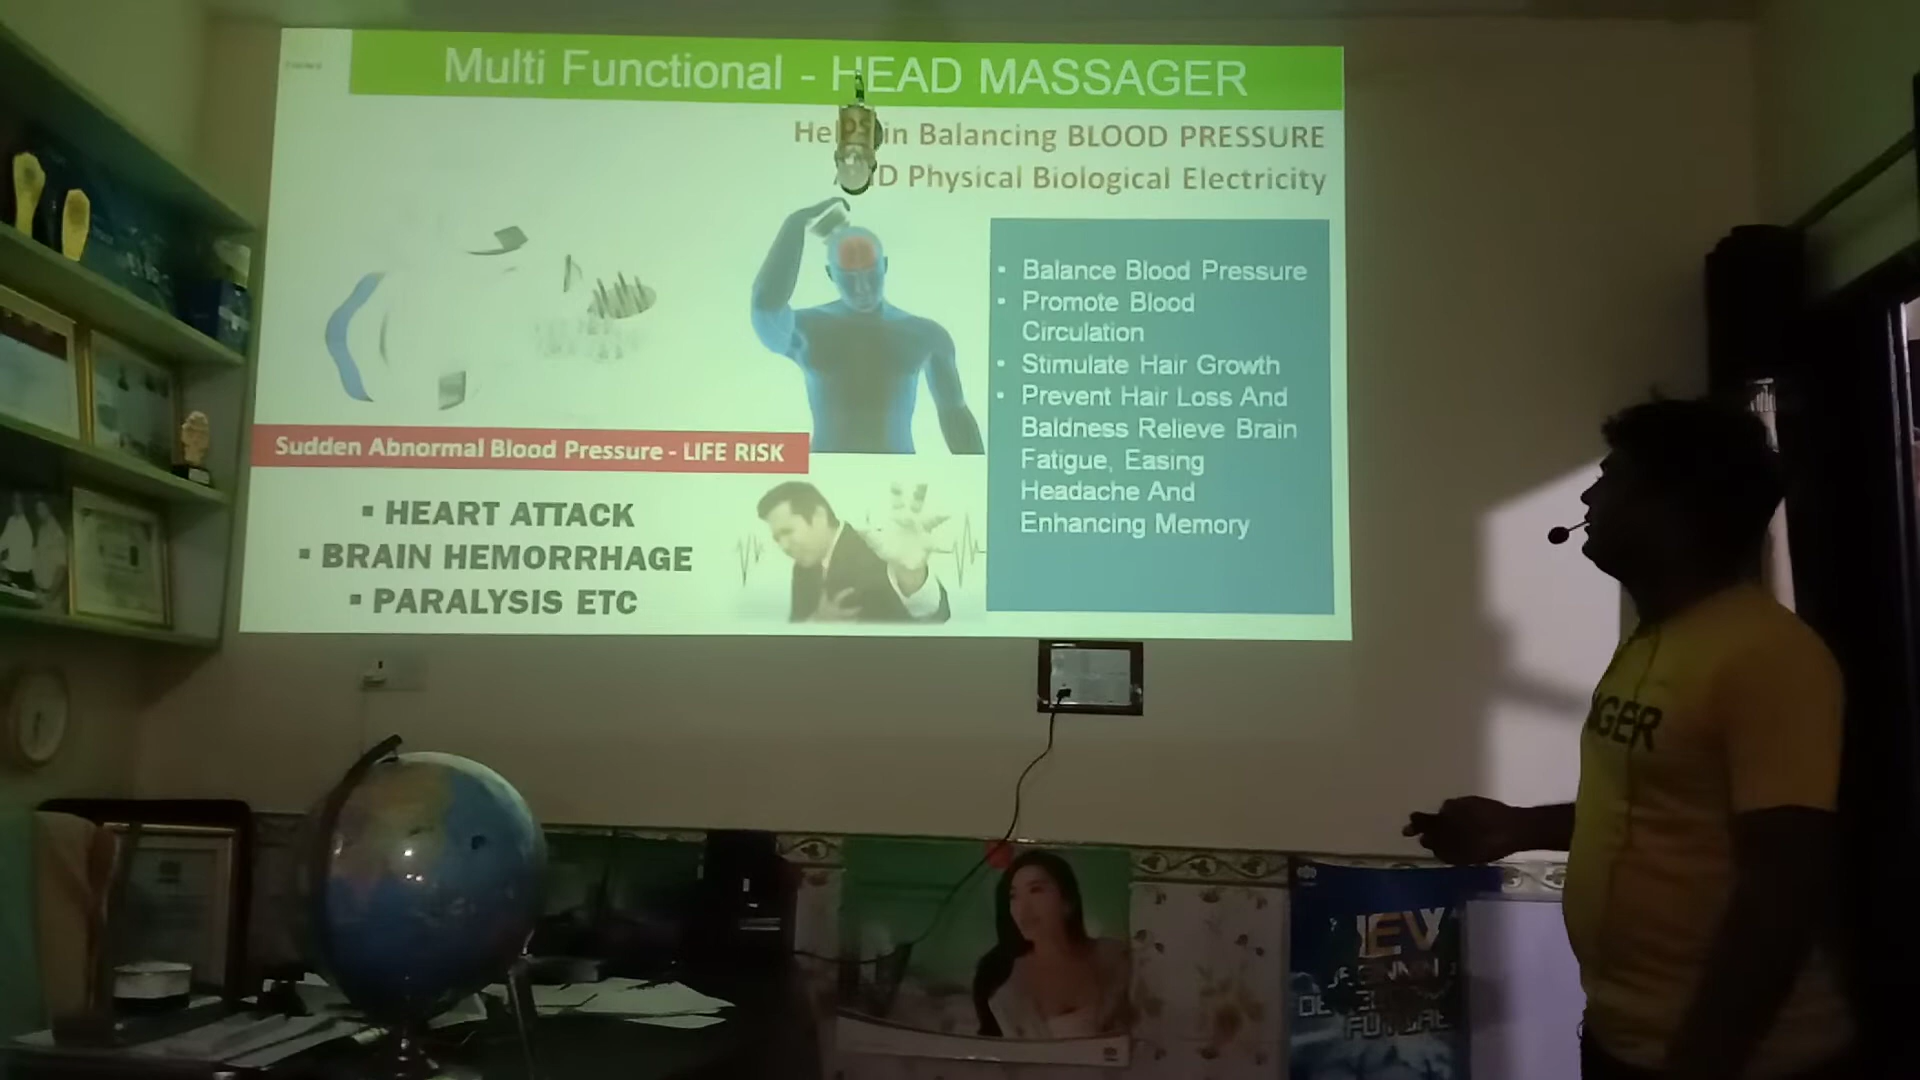 Multi Functional - HEAD MASSAGER
Helps in Balancing BLOOD PRESSURE
AND Physical Biological Electricity
• Balance Blood Pressure
• Promote Blood
Circulation
• Stimulate Hair Growth
• Prevent Hair Loss And
Baldness Relieve Brain
Fatigue, Easing
Headache And
Enhancing Memory
Sudden Abnormal Blood Pressure - LIFE RISK
▪ HEART ATTACK
▪ BRAIN HEMORRHAGE
▪ PARALYSIS ETC